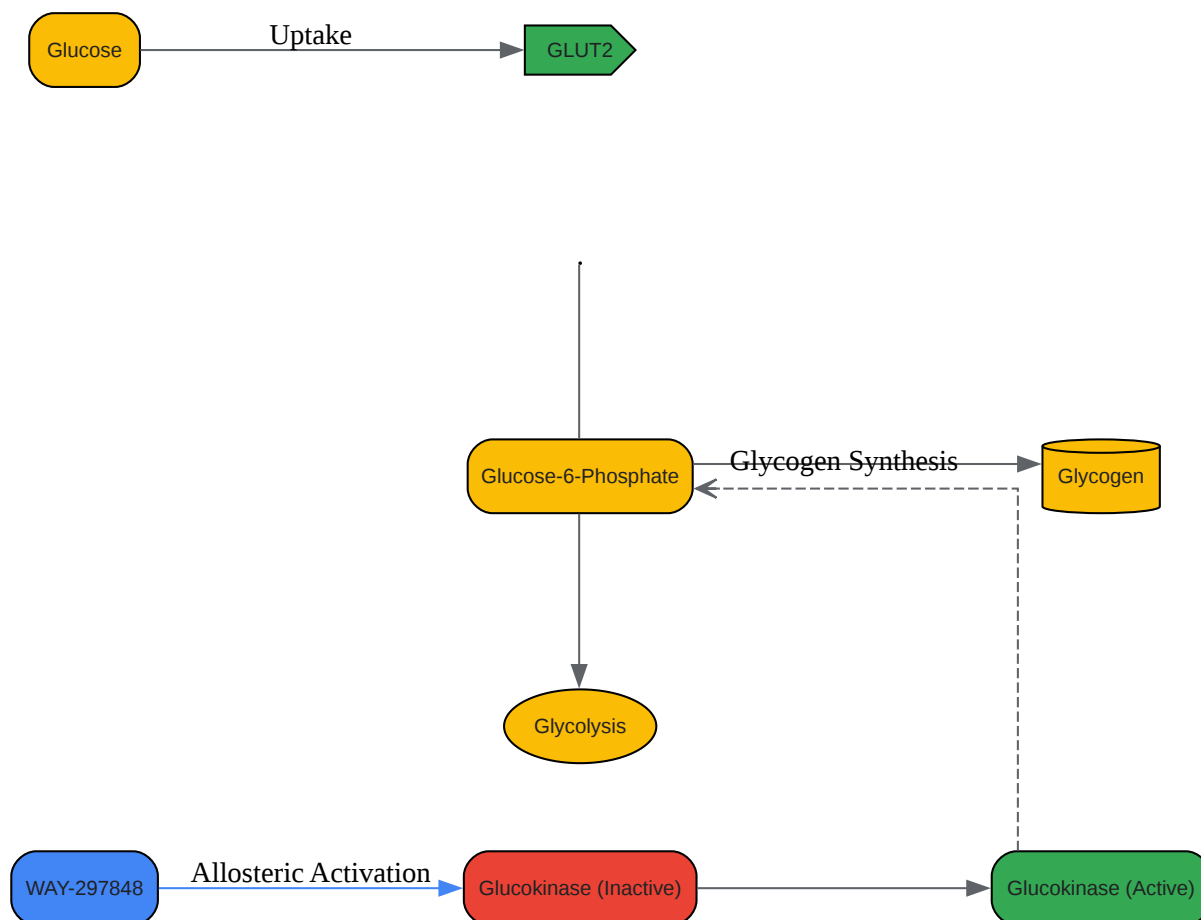 Glucose
Uptake
GLUT2
Glucose-6-Phosphate
Glycogen Synthesis
Glycogen
Glycolysis
WAY-297848
Allosteric Activation
Glucokinase (Inactive)
Glucokinase (Active)